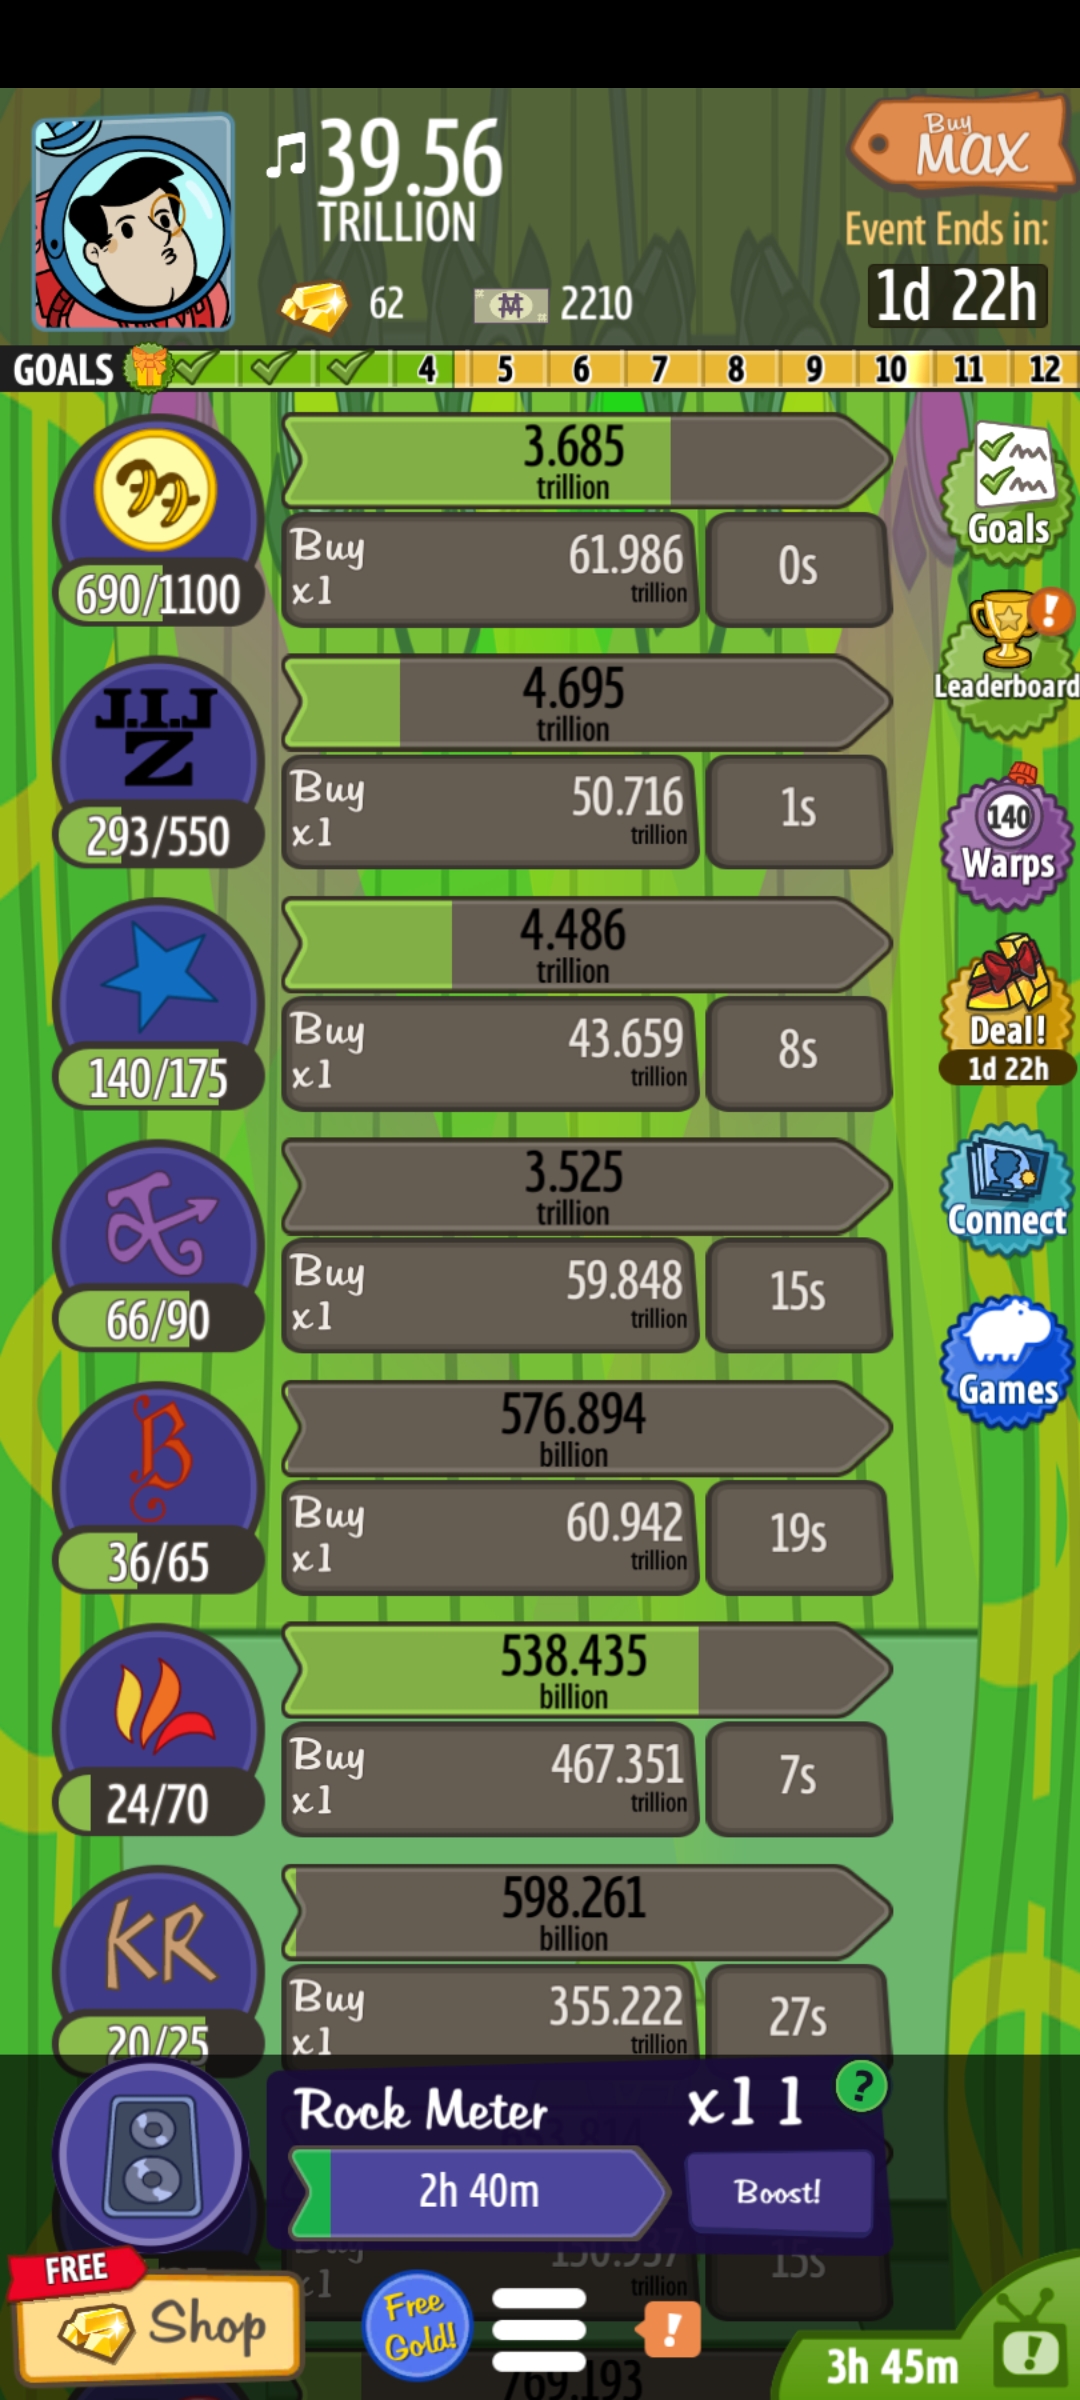 39.56
TRILLION
Buy
MAX
Event Ends in:
1d 22h
62
2210
GOALS
4 5 6 7 8 9 10 11 12
3.685
trillion
690/1100
Buy
x1
61.986
trillion
0s
Goals
J.I.J
Z
4.695
trillion
293/550
Buy
x1
50.716
trillion
1s
Leaderboard
!
140
Warps
4.486
trillion
140/175
Buy
x1
43.659
trillion
8s
Deal!
1d 22h
3.525
trillion
66/90
Buy
x1
59.848
trillion
15s
Connect
B
576.894
billion
36/65
Buy
x1
60.942
trillion
19s
Games
538.435
billion
24/70
Buy
x1
467.351
trillion
7s
KR
598.261
billion
20/25
Buy
x1
355.222
trillion
27s
Rock Meter
x11
?
2h 40m
Boost!
Buy
x1
130.937
trillion
15s
FREE
Shop
Free
Gold!
!
769.193
3h 45m
!